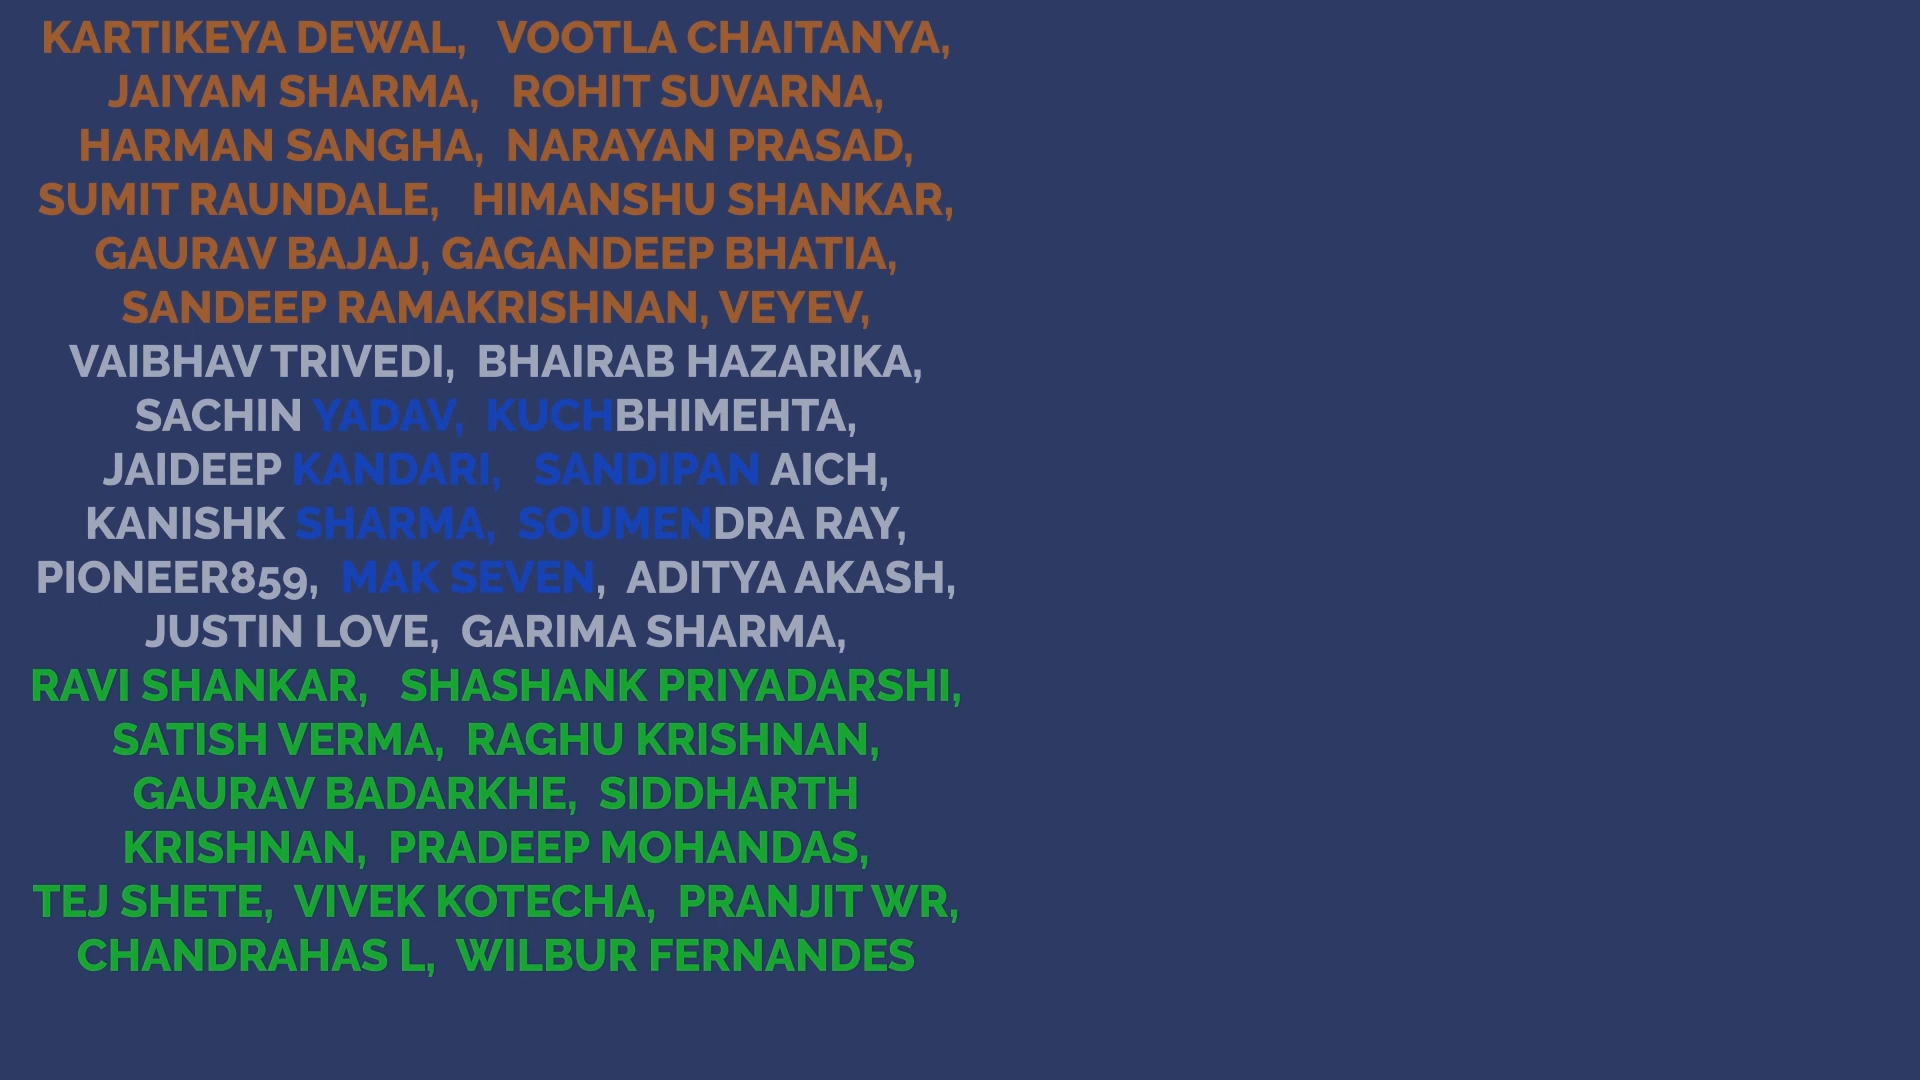 KARTIKEYA DEWAL, VOOTLA CHAITANYA,
JAIYAM SHARMA, ROHIT SUVARNA,
HARMAN SANGHA, NARAYAN PRASAD,
SUMIT RAUNDALE, HIMANSHU SHANKAR,
GAURAV BAJAJ, GAGANDEEP BHATIA,
SANDEEP RAMAKRISHNAN, VEYEV,
VAIBHAV TRIVEDI, BHAIRAB HAZARIKA,
SACHIN YADAV, KUCHBHIMEHTA,
JAIDEEP KANDARI, SANDIPAN AICH,
KANISHK SHARMA, SOUMENDRA RAY,
PIONEER859, MAK SEVEN, ADITYA AKASH,
JUSTIN LOVE, GARIMA SHARMA,
RAVI SHANKAR, SHASHANK PRIYADARSHI,
SATISH VERMA, RAGHU KRISHNAN,
GAURAV BADARKHE, SIDDHARTH
KRISHNAN, PRADEEP MOHANDAS,
TEJ SHETE, VIVEK KOTECHA, PRANJIT WR,
CHANDRAHAS L, WILBUR FERNANDES